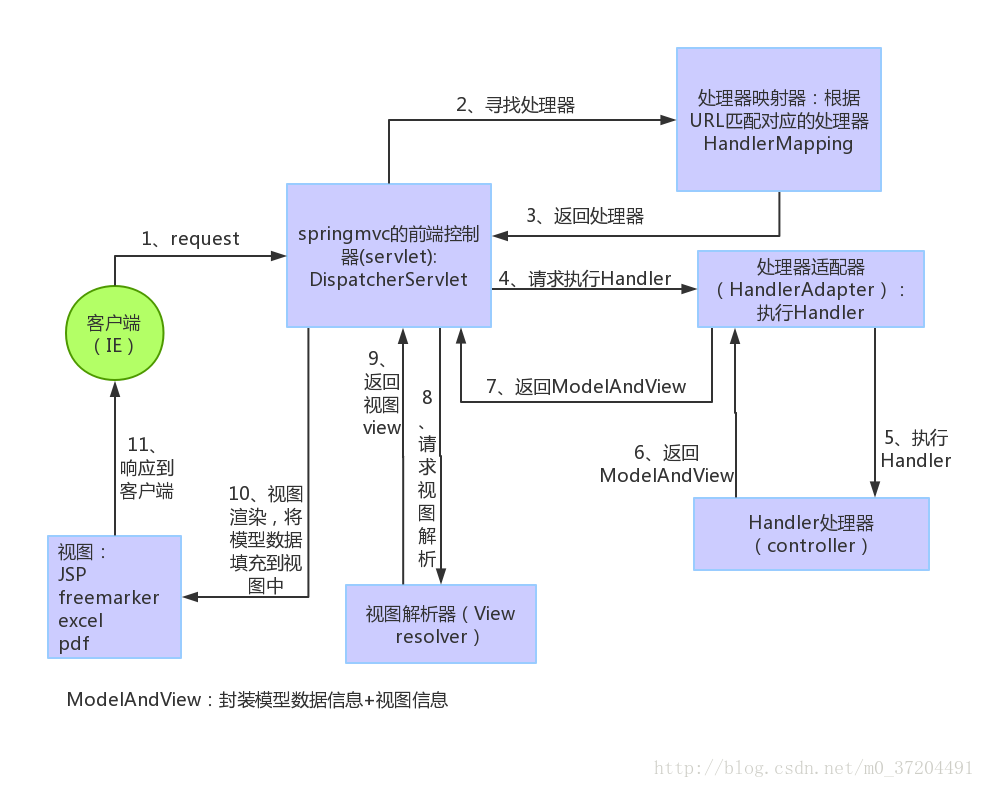 2、寻找处理器
处理器映射器：根据
URL匹配对应的处理器
HandlerMapping
3、返回处理器
1、request
springmvc的前端控制
器(servlet):
DispatcherServlet
4、请求执行Handler
处理器适配器
（HandlerAdapter）：
执行Handler
客户端
（IE）
9、
返回
视图
view
8
、
请
求
视
图
解
析
7、返回ModelAndView
6、返回
ModelAndView
5、执行
Handler
11、
响应到
客户端
10、视图
渲染，将
模型数据
填充到视
图中
Handler处理器
（controller）
视图：
JSP
freemarker
excel
pdf
视图解析器（View
resolver）
ModelAndView：封装模型数据信息+视图信息
http://blog.csdn.net/m0_37204491